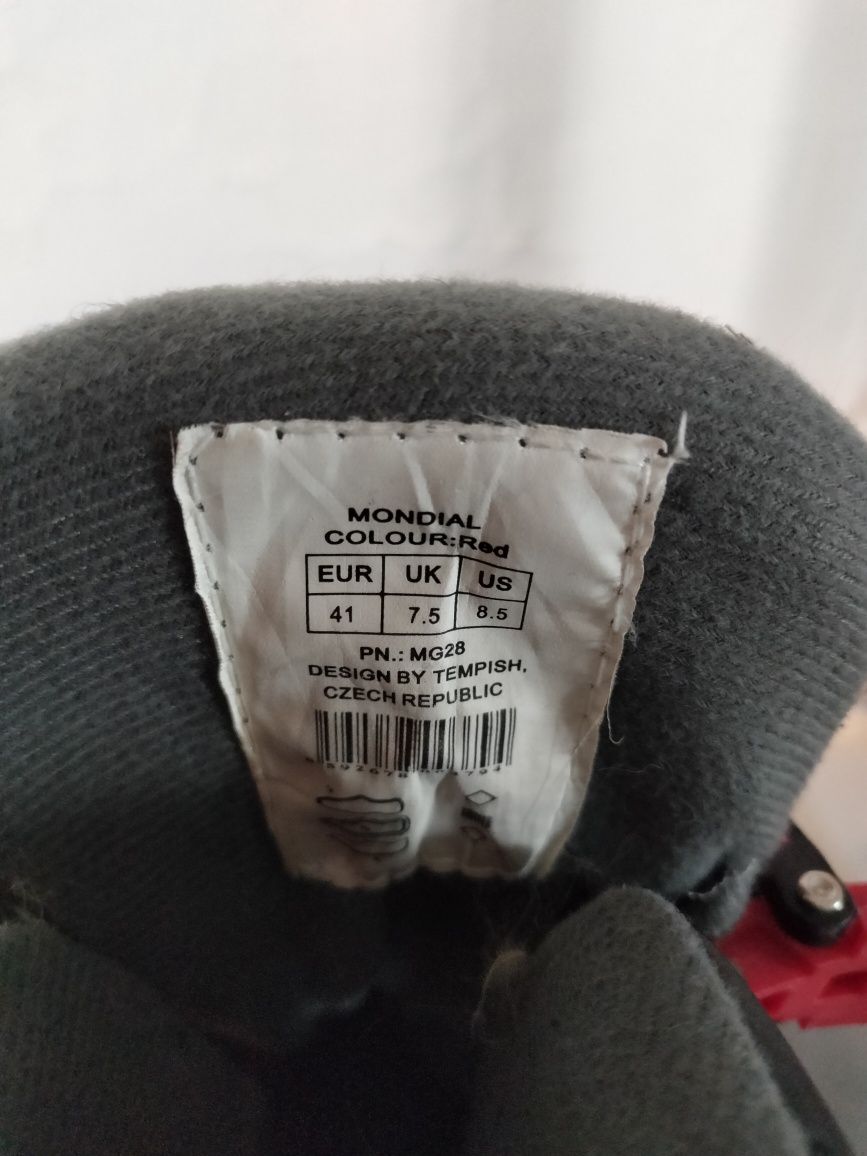 MONDIAL
COLOUR:Red
EUR UK US
41 7.5 8.5
PN.: MG28
DESIGN BY TEMPISH,
CZECH REPUBLIC